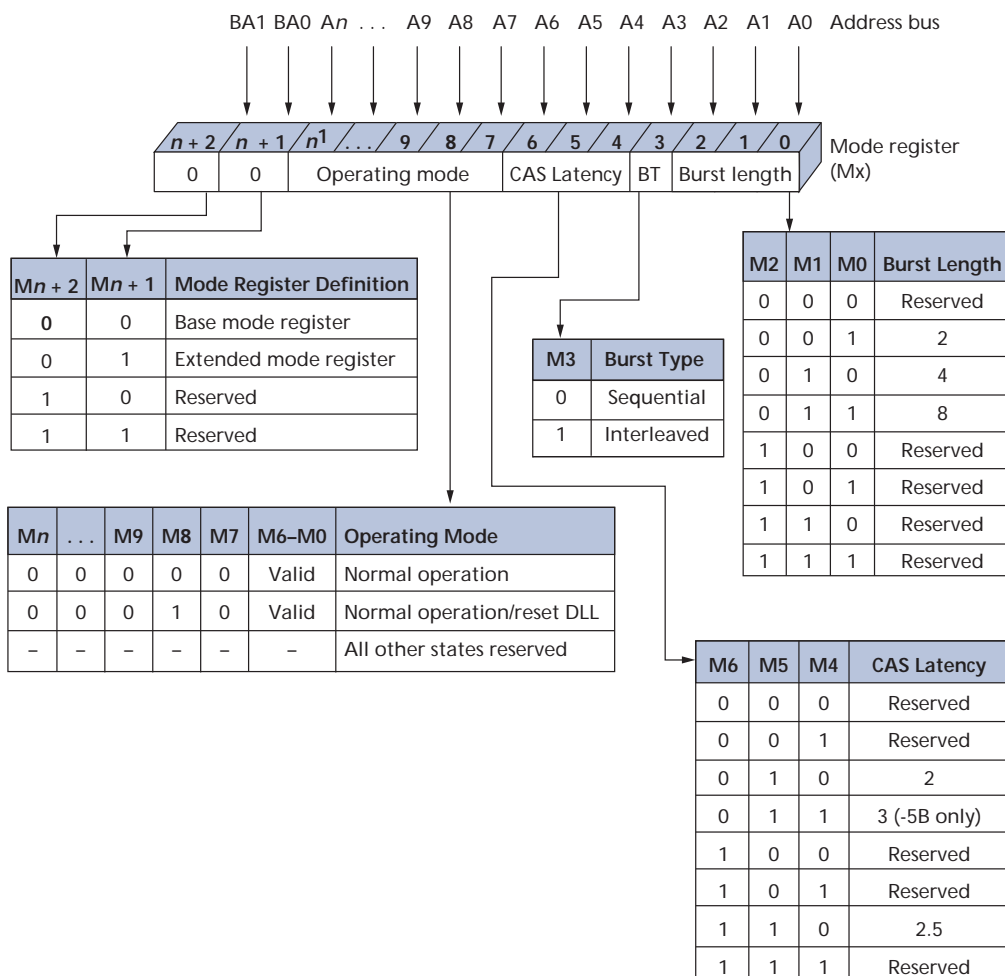 BA1 BA0 An ... A9 A8 A7 A6 A5 A4 A3 A2 A1 A0 Address bus
n + 2 n + 1 n1 ... 9 8 7 6 5 4 3 2 1 0
Mode register
(Mx)
0 0 Operating mode CAS Latency BT Burst length
Mn + 2 Mn + 1 Mode Register Definition
0 0 Base mode register
0 1 Extended mode register
1 0 Reserved
1 1 Reserved
M3 Burst Type
0 Sequential
1 Interleaved
M2 M1 M0 Burst Length
0 0 0 Reserved
0 0 1 2
0 1 0 4
0 1 1 8
1 0 0 Reserved
1 0 1 Reserved
1 1 0 Reserved
1 1 1 Reserved
Mn ... M9 M8 M7 M6–M0 Operating Mode
0 0 0 0 0 Valid Normal operation
0 0 0 1 0 Valid Normal operation/reset DLL
– – – – – – All other states reserved
M6 M5 M4 CAS Latency
0 0 0 Reserved
0 0 1 Reserved
0 1 0 2
0 1 1 3 (-5B only)
1 0 0 Reserved
1 0 1 Reserved
1 1 0 2.5
1 1 1 Reserved